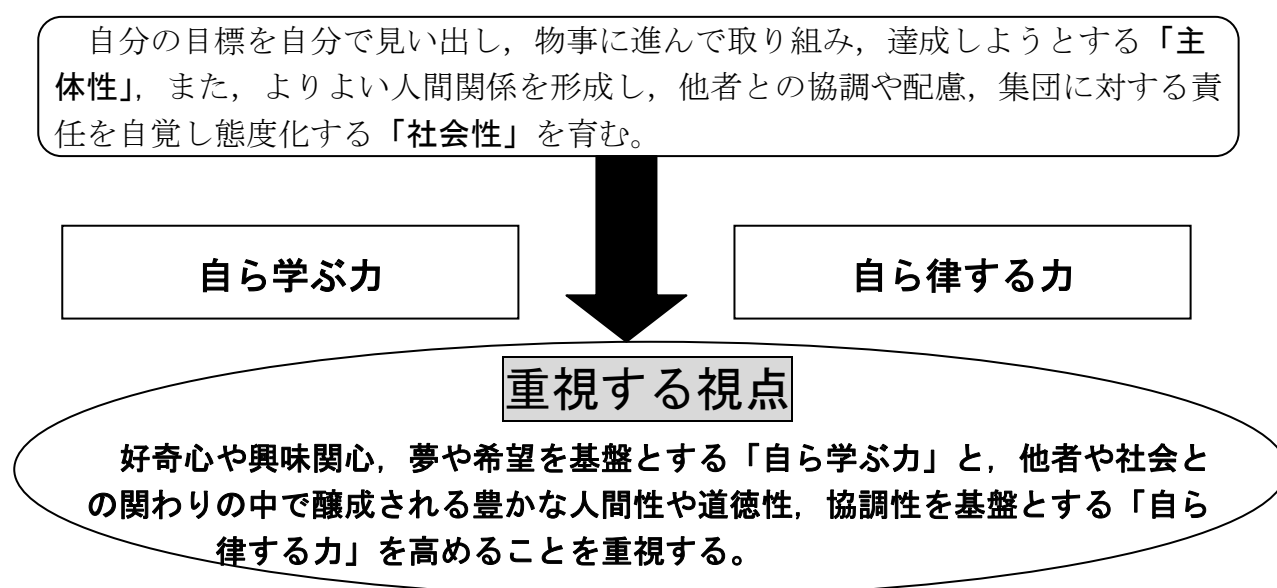 自分の目標を自分で見い出し，物事に進んで取り組み，達成しようとする「主
体性」，また，よりよい人間関係を形成し，他者との協調や配慮，集団に対する責
任を自覚し態度化する「社会性」を育む。
自ら学ぶ力
自ら律する力
重視する視点
好奇心や興味関心，夢や希望を基盤とする「自ら学ぶ力」と，他者や社会と
の関わりの中で醸成される豊かな人間性や道徳性，協調性を基盤とする「自ら
律する力」を高めることを重視する。